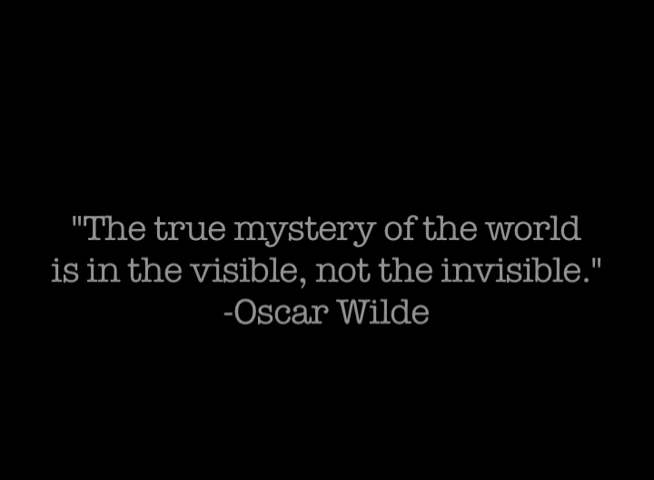 "The true mystery of the world
is in the visible, not the invisible."
-Oscar Wilde